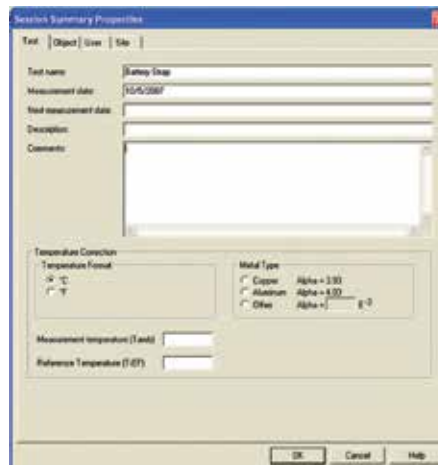 Session Summary Properties
Test Object User Site
Test name: Battery Strap
Measurement date: 10/5/2007
Next measurement date:
Description:
Comments:
Temperature Correction
Temperature Format
°C
°F
Metal Type
Copper Alpha = 3.93
Aluminum Alpha = 4.03
Other Alpha = E-3
Measurement temperature (Tamb)
Reference Temperature (TrEF)
OK Cancel Help